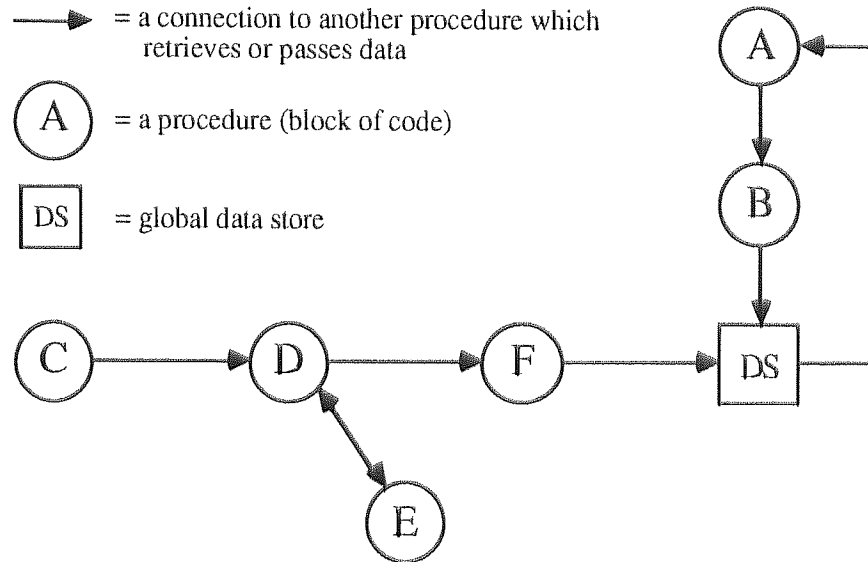 = a connection to another procedure which
retrieves or passes data
A
A
= a procedure (block of code)
B
DS
= global data store
C
D
F
DS
E